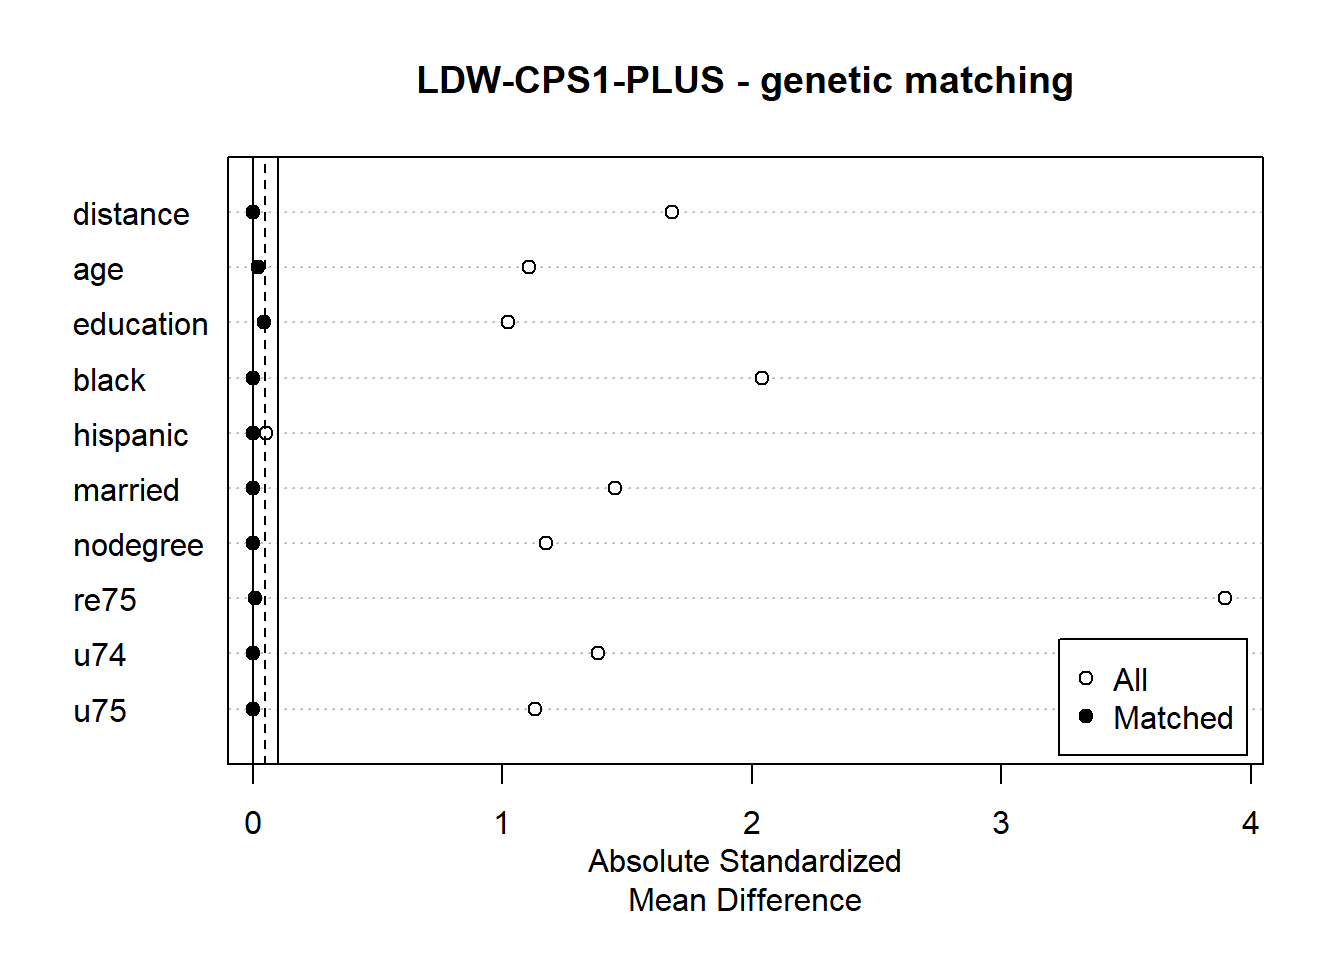 LDW-CPS1-PLUS - genetic matching
distance
age
education
black
hispanic
married
nodegree
re75
u74
u75
All
Matched
0 1 2 3 4
Absolute Standardized
Mean Difference